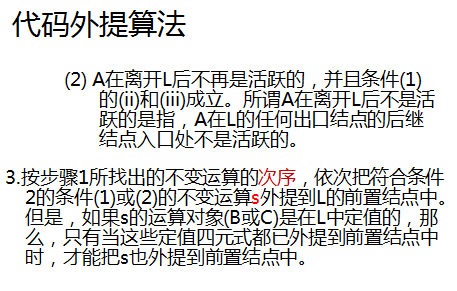 代码外提算法
(2) A在离开L后不再是活跃的，并且条件(1)
的(ii)和(iii)成立。所谓A在离开L后不是活
跃的是指，A在L的任何出口结点的后继
结点入口处不是活跃的。
3.按步骤1所找出的不变运算的次序，依次把符合条件
2的条件(1)或(2)的不变运算s外提到L的前置结点中。
但是，如果s的运算对象(B或C)是在L中定值的，那
么，只有当这些定值四元式都已外提到前置结点中
时，才能把s也外提到前置结点中。